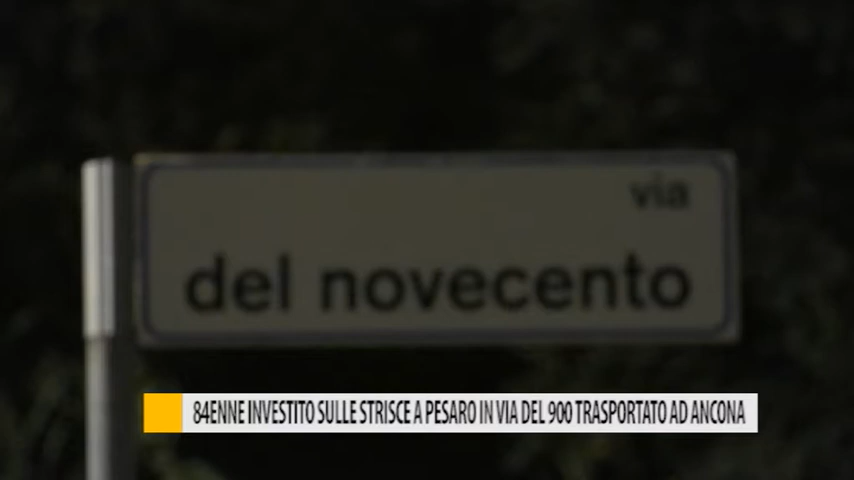 via
del novecento
84ENNE INVESTITO SULLE STRISCE A PESARO IN VIA DEL 900 TRASPORTATO AD ANCONA